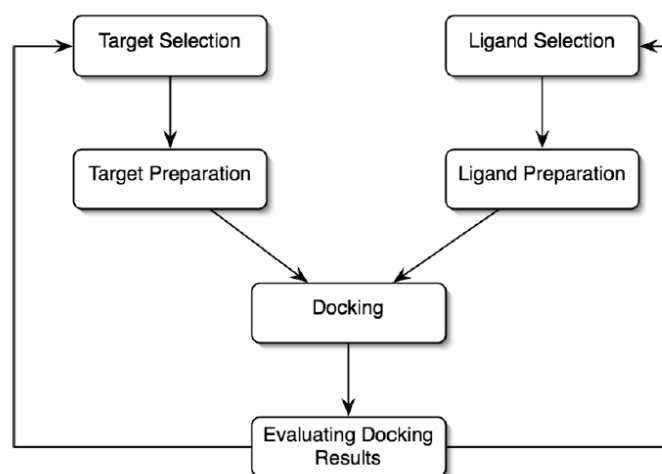 Target Selection
Ligand Selection
Target Preparation
Ligand Preparation
Docking
Evaluating Docking
Results